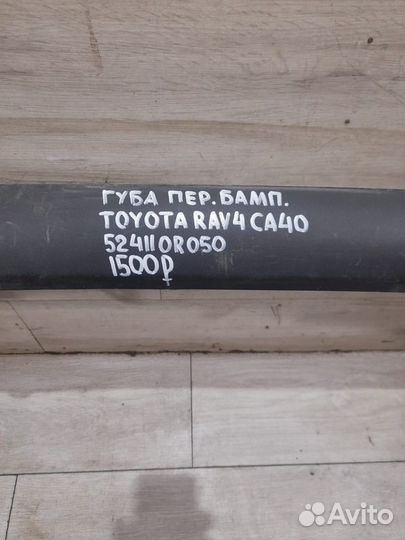 ГУБА ПЕР. БАМП.
TOYOTA RAV4 CA40
524110R050
1500₽
Avito